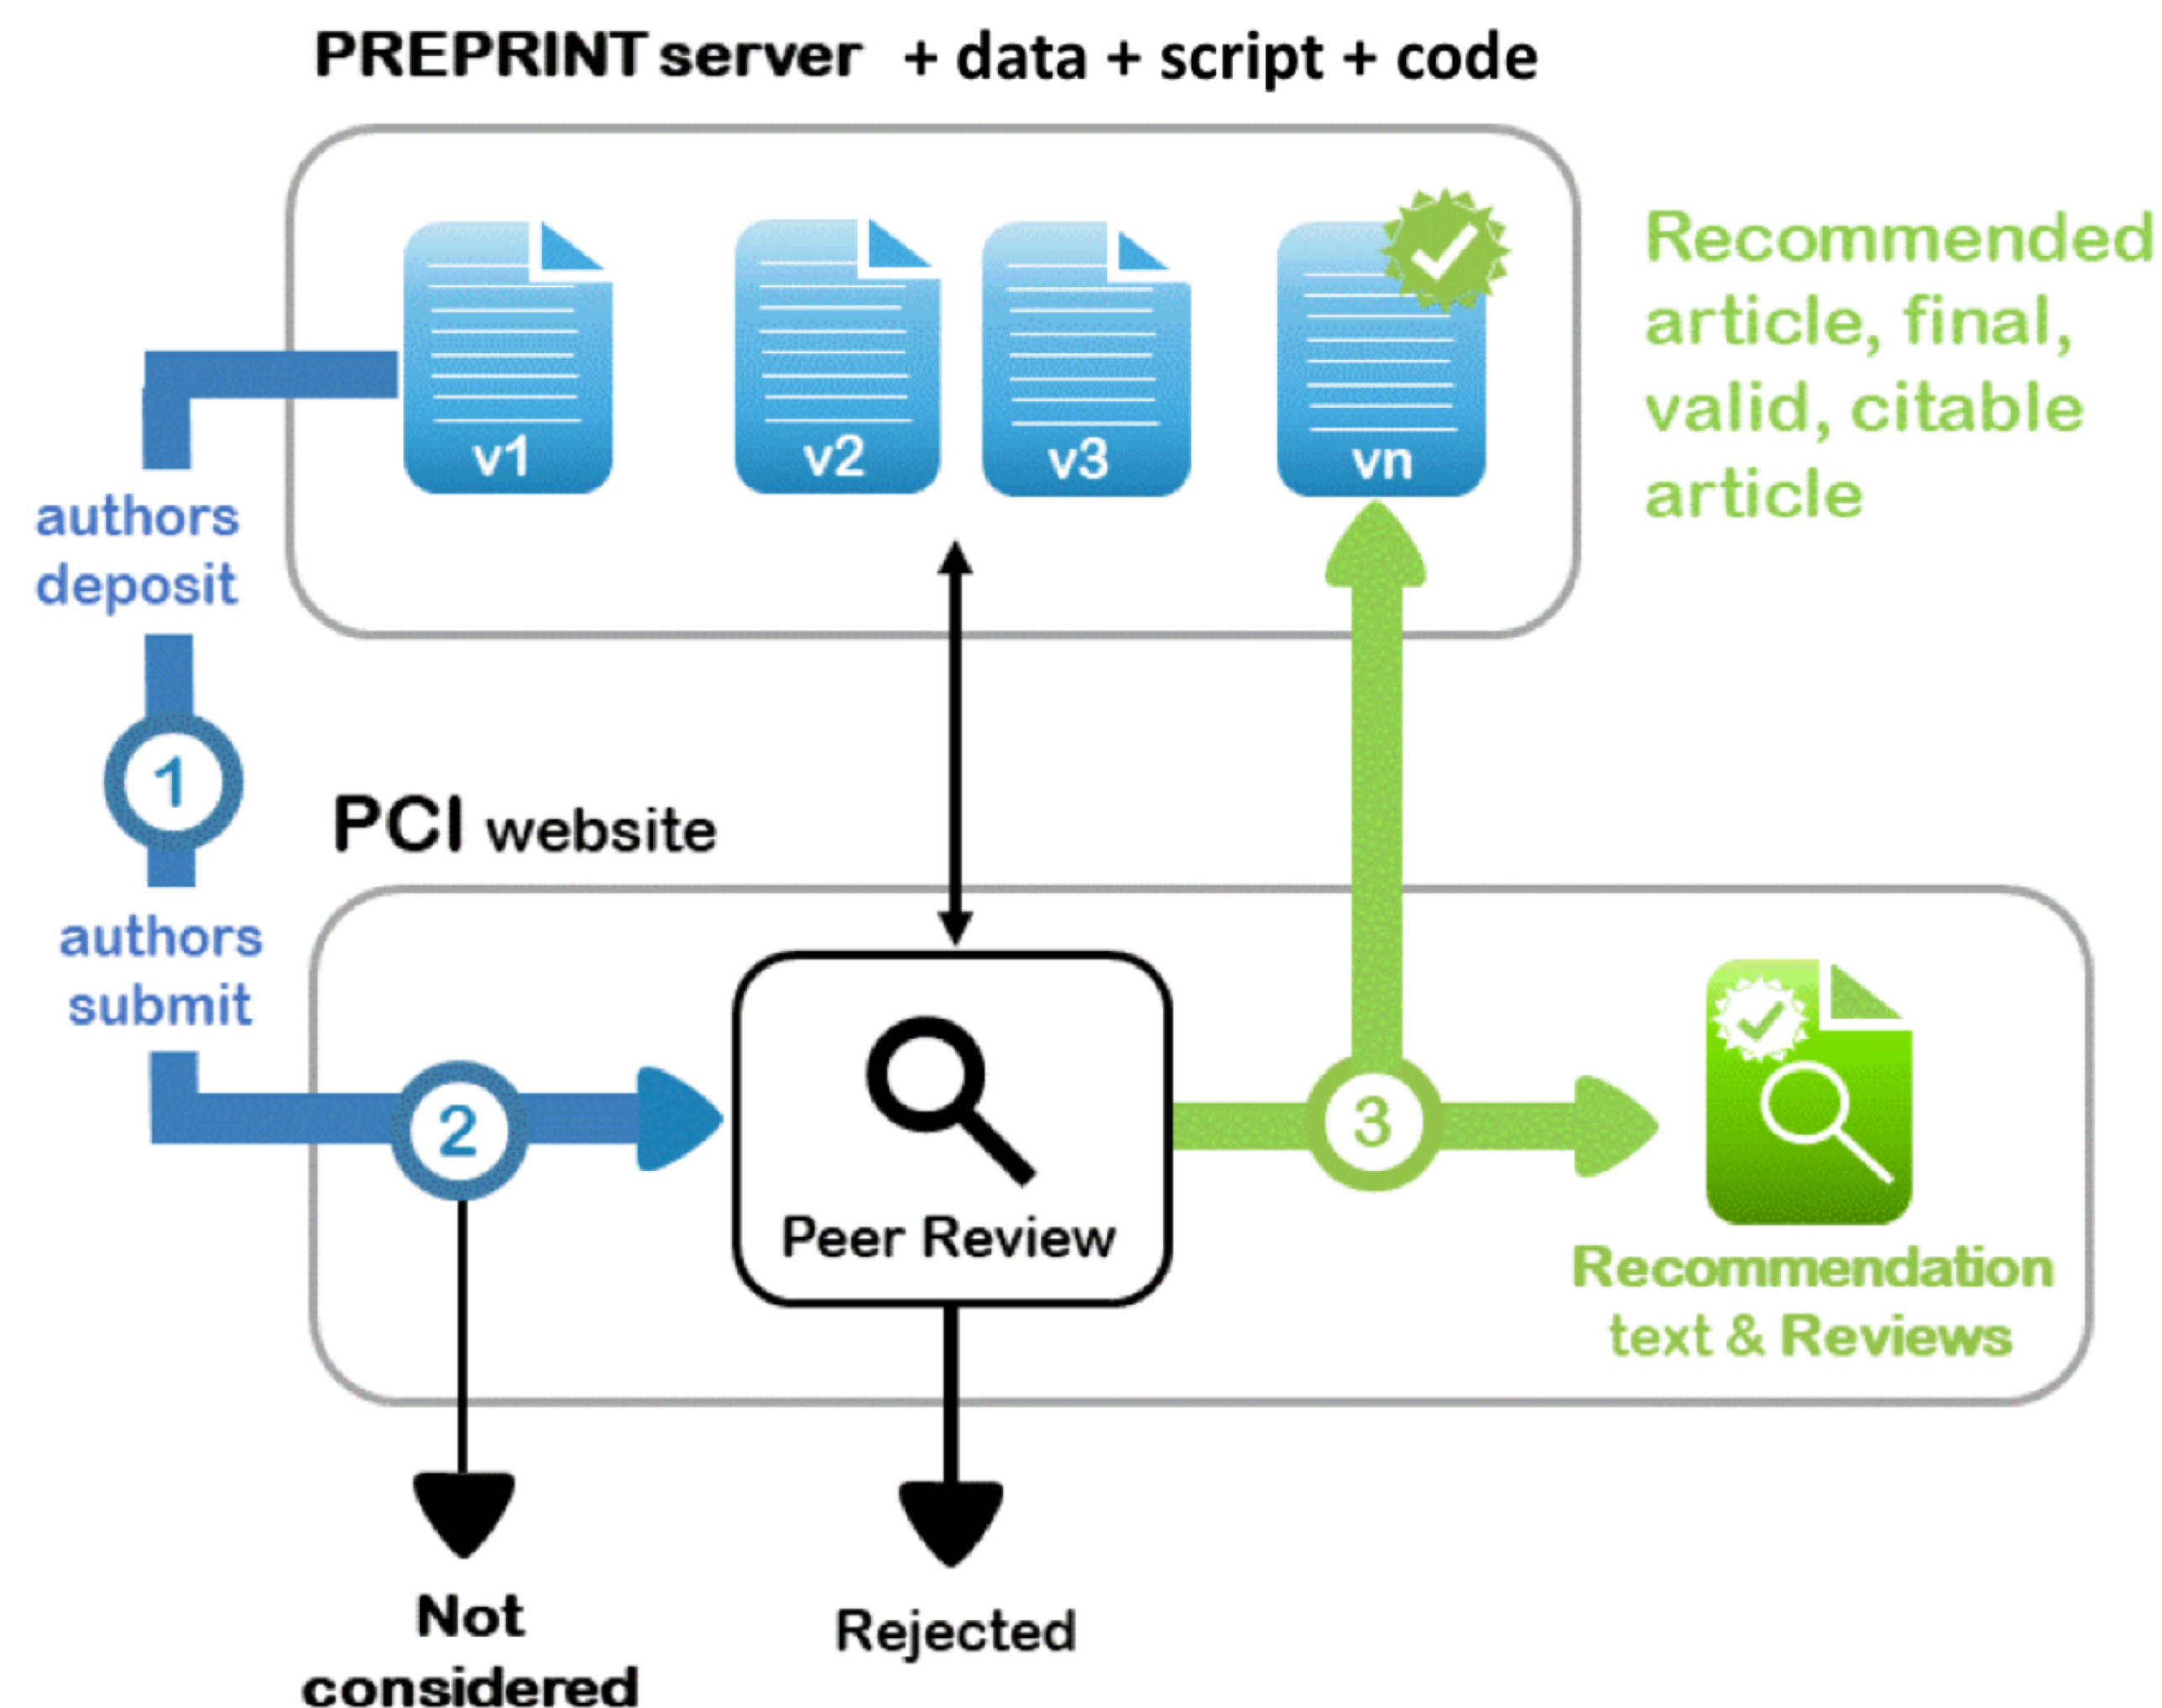 PREPRINT server + data + script + code
v1
v2
v3
vn
Recommended
article, final,
valid, citable
article
authors
deposit
1
PCI website
authors
submit
2
Peer Review
3
Recommendation
text & Reviews
Not
considered
Rejected